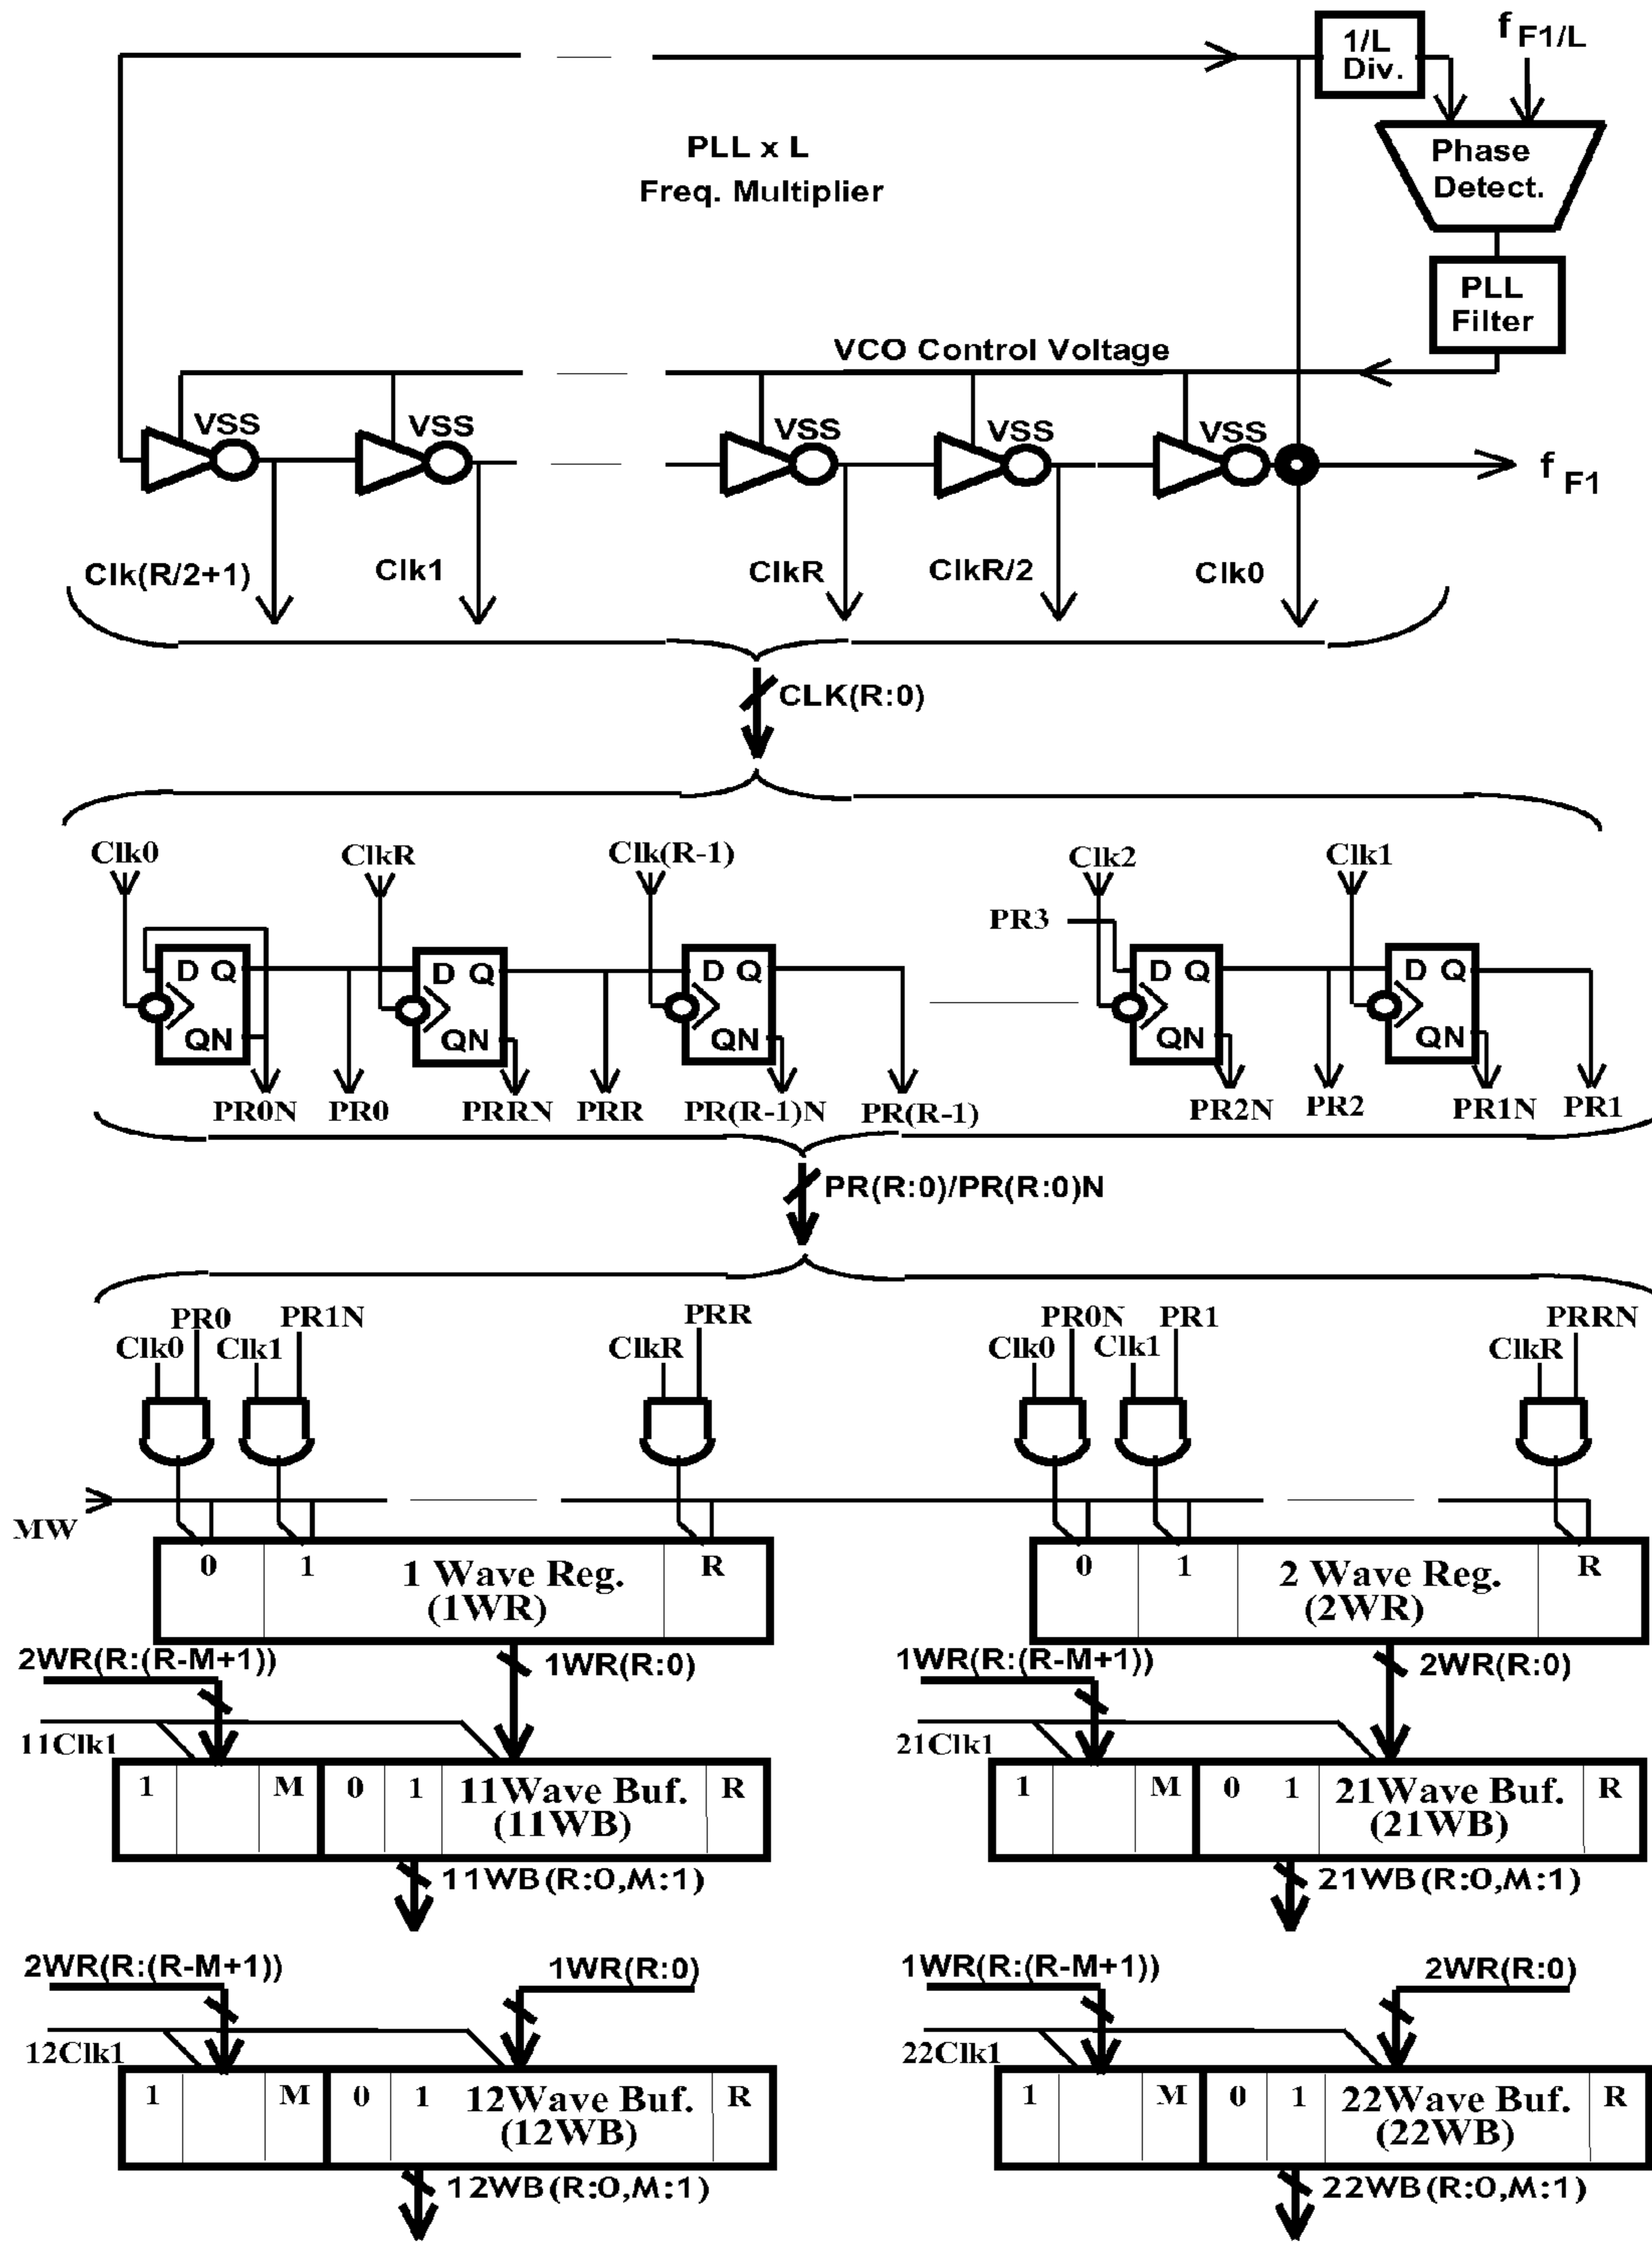 1/L
Div.
f F1/L
PLL x L
Freq. Multiplier
Phase
Detect.
PLL
Filter
VCO Control Voltage
VSS VSS VSS VSS VSS
f F1
Clk(R/2+1) Clk1 ClkR ClkR/2 Clk0
CLK(R:0)
Clk0 ClkR Clk(R-1) Clk2 Clk1
PR3
D Q D Q D Q D Q D Q
QN QN QN QN QN
PR0N PR0 PRRN PRR PR(R-1)N PR(R-1) PR2N PR2 PR1N PR1
PR(R:0)/PR(R:0)N
PR0 PR1N PRR PR0N PR1 PRRN
Clk0 Clk1 ClkR Clk0 Clk1 ClkR
MW
0 1 1 Wave Reg. R 0 1 2 Wave Reg. R
(1WR) (2WR)
2WR(R:(R-M+1)) 1WR(R:0) 1WR(R:(R-M+1)) 2WR(R:0)
11Clk1 21Clk1
1 M 0 1 11Wave Buf. R 1 M 0 1 21Wave Buf. R
(11WB) (21WB)
11WB(R:0,M:1) 21WB(R:0,M:1)
2WR(R:(R-M+1)) 1WR(R:0) 1WR(R:(R-M+1)) 2WR(R:0)
12Clk1 22Clk1
1 M 0 1 12Wave Buf. R 1 M 0 1 22Wave Buf. R
(12WB) (22WB)
12WB(R:0,M:1) 22WB(R:0,M:1)